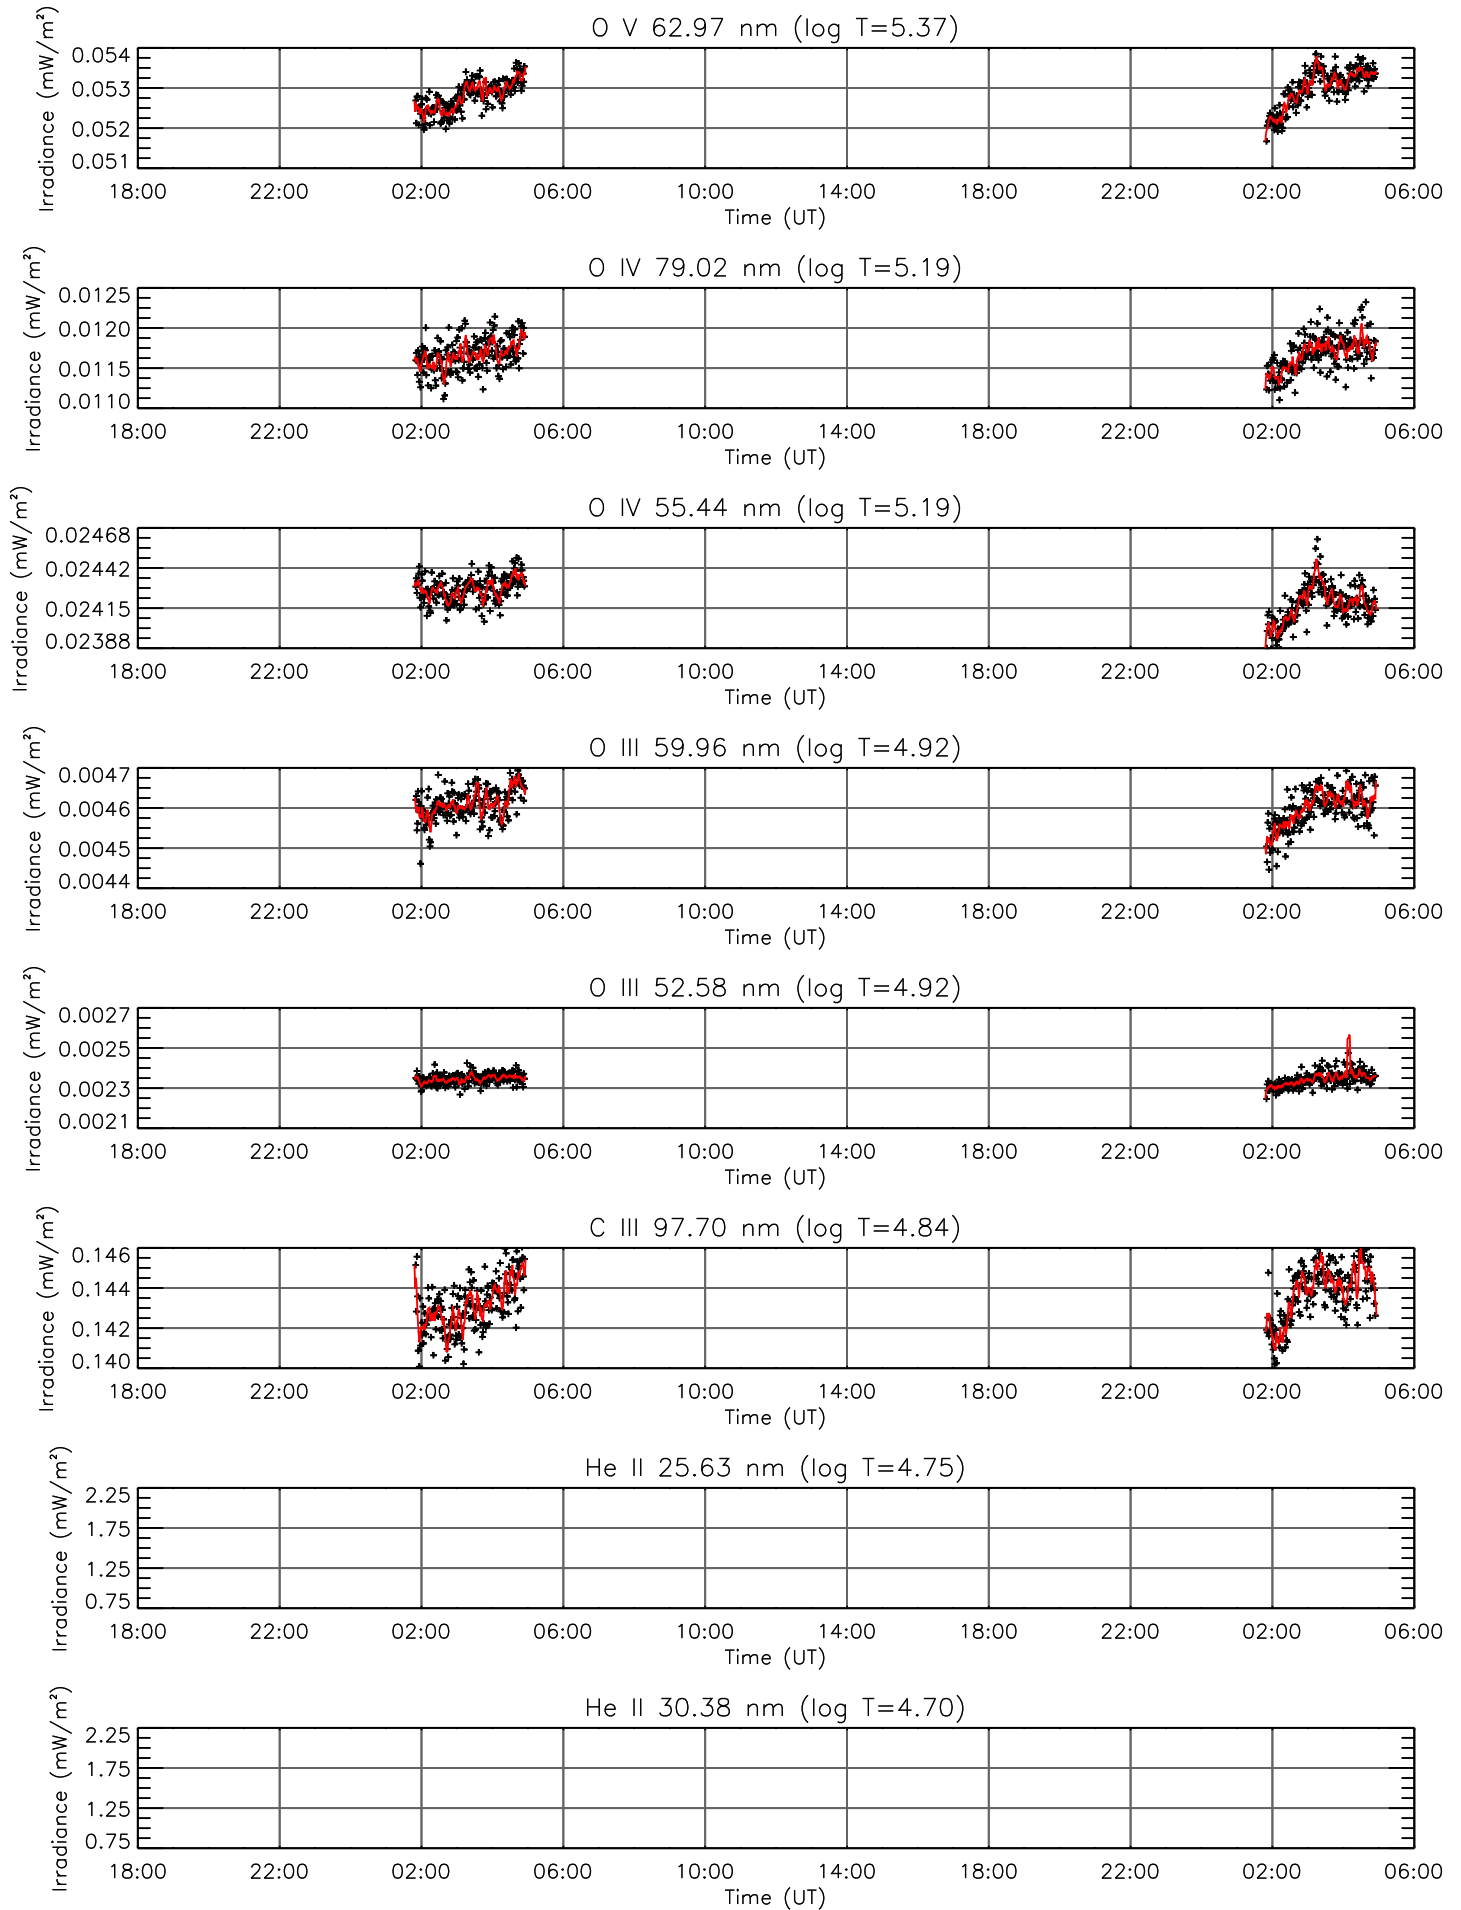 O V 62.97 nm (log T=5.37)
Irradiance (mW/m²)
0.054
0.053
0.052
0.051
18:00 22:00 02:00 06:00 10:00 14:00 18:00 22:00 02:00 06:00
Time (UT)
O IV 79.02 nm (log T=5.19)
Irradiance (mW/m²)
0.0125
0.0120
0.0115
0.0110
18:00 22:00 02:00 06:00 10:00 14:00 18:00 22:00 02:00 06:00
Time (UT)
O IV 55.44 nm (log T=5.19)
Irradiance (mW/m²)
0.02468
0.02442
0.02415
0.02388
18:00 22:00 02:00 06:00 10:00 14:00 18:00 22:00 02:00 06:00
Time (UT)
O III 59.96 nm (log T=4.92)
Irradiance (mW/m²)
0.0047
0.0046
0.0045
0.0044
18:00 22:00 02:00 06:00 10:00 14:00 18:00 22:00 02:00 06:00
Time (UT)
O III 52.58 nm (log T=4.92)
Irradiance (mW/m²)
0.0027
0.0025
0.0023
0.0021
18:00 22:00 02:00 06:00 10:00 14:00 18:00 22:00 02:00 06:00
Time (UT)
C III 97.70 nm (log T=4.84)
Irradiance (mW/m²)
0.146
0.144
0.142
0.140
18:00 22:00 02:00 06:00 10:00 14:00 18:00 22:00 02:00 06:00
Time (UT)
He II 25.63 nm (log T=4.75)
Irradiance (mW/m²)
2.25
1.75
1.25
0.75
18:00 22:00 02:00 06:00 10:00 14:00 18:00 22:00 02:00 06:00
Time (UT)
He II 30.38 nm (log T=4.70)
Irradiance (mW/m²)
2.25
1.75
1.25
0.75
18:00 22:00 02:00 06:00 10:00 14:00 18:00 22:00 02:00 06:00
Time (UT)